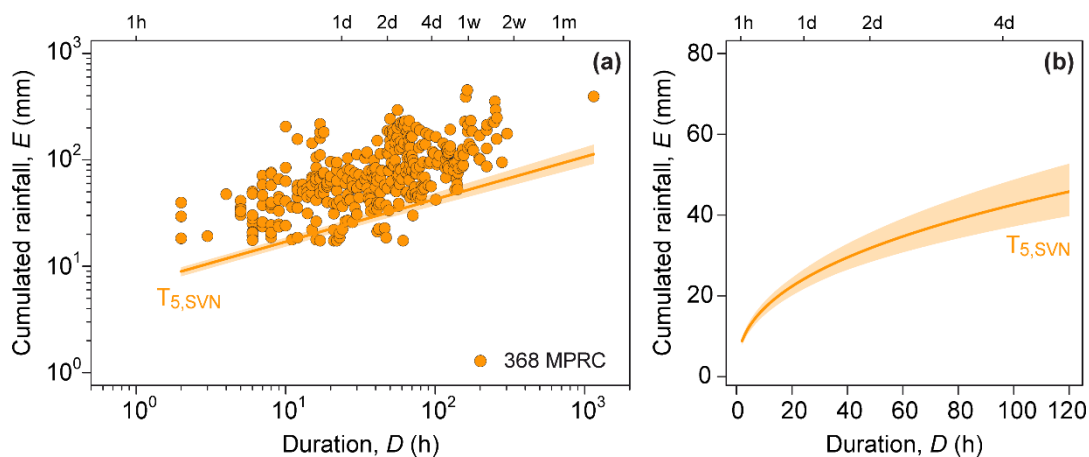 1h 1d 2d 4d 1w 2w 1m
(a)
10³
10²
10¹
10⁰
Cumulated rainfall, E (mm)
T5,SVN
368 MPRC
10⁰ 10¹ 10² 10³
Duration, D (h)
1h 1d 2d 4d
(b)
80
60
40
20
0
Cumulated rainfall, E (mm)
T5,SVN
0 20 40 60 80 100 120
Duration, D (h)